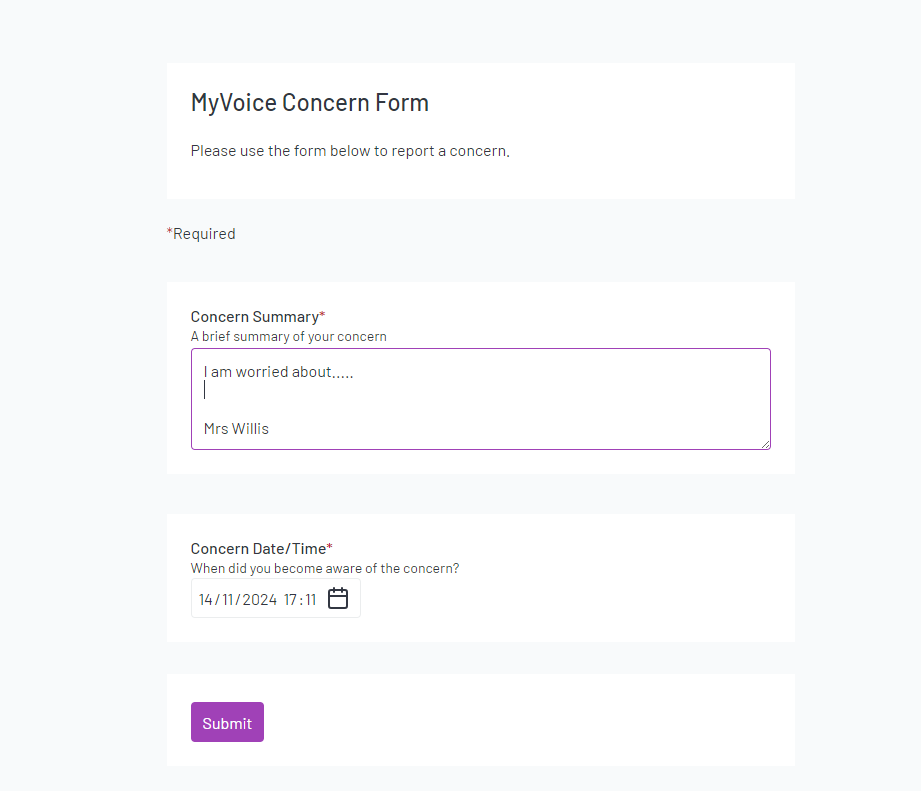 MyVoice Concern Form
Please use the form below to report a concern.
*Required
Concern Summary*
A brief summary of your concern
I am worried about.....
Mrs Willis
Concern Date/Time*
When did you become aware of the concern?
14/11/2024 17:11
Submit